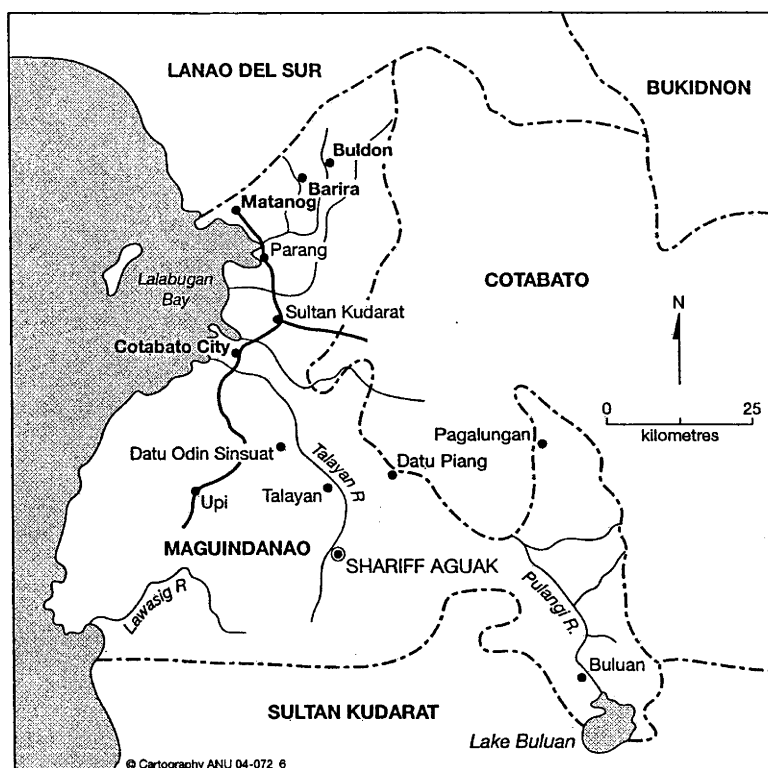 LANAO DEL SUR
BUKIDNON
Buldon
Barira
Matanog
Parang
Lalabugan
Bay
COTABATO
N
Sultan Kudarat
Cotabato City
0 25
kilometres
Pagalungan
Datu Odin Sinsuat
Talayan R
Datu Piang
Upi
Talayan
MAGUINDANAO
SHARIFF AGUAK
Lawasig R
Pulangi R.
Buluan
SULTAN KUDARAT
Lake Buluan
© Cartography ANU 04-072_6